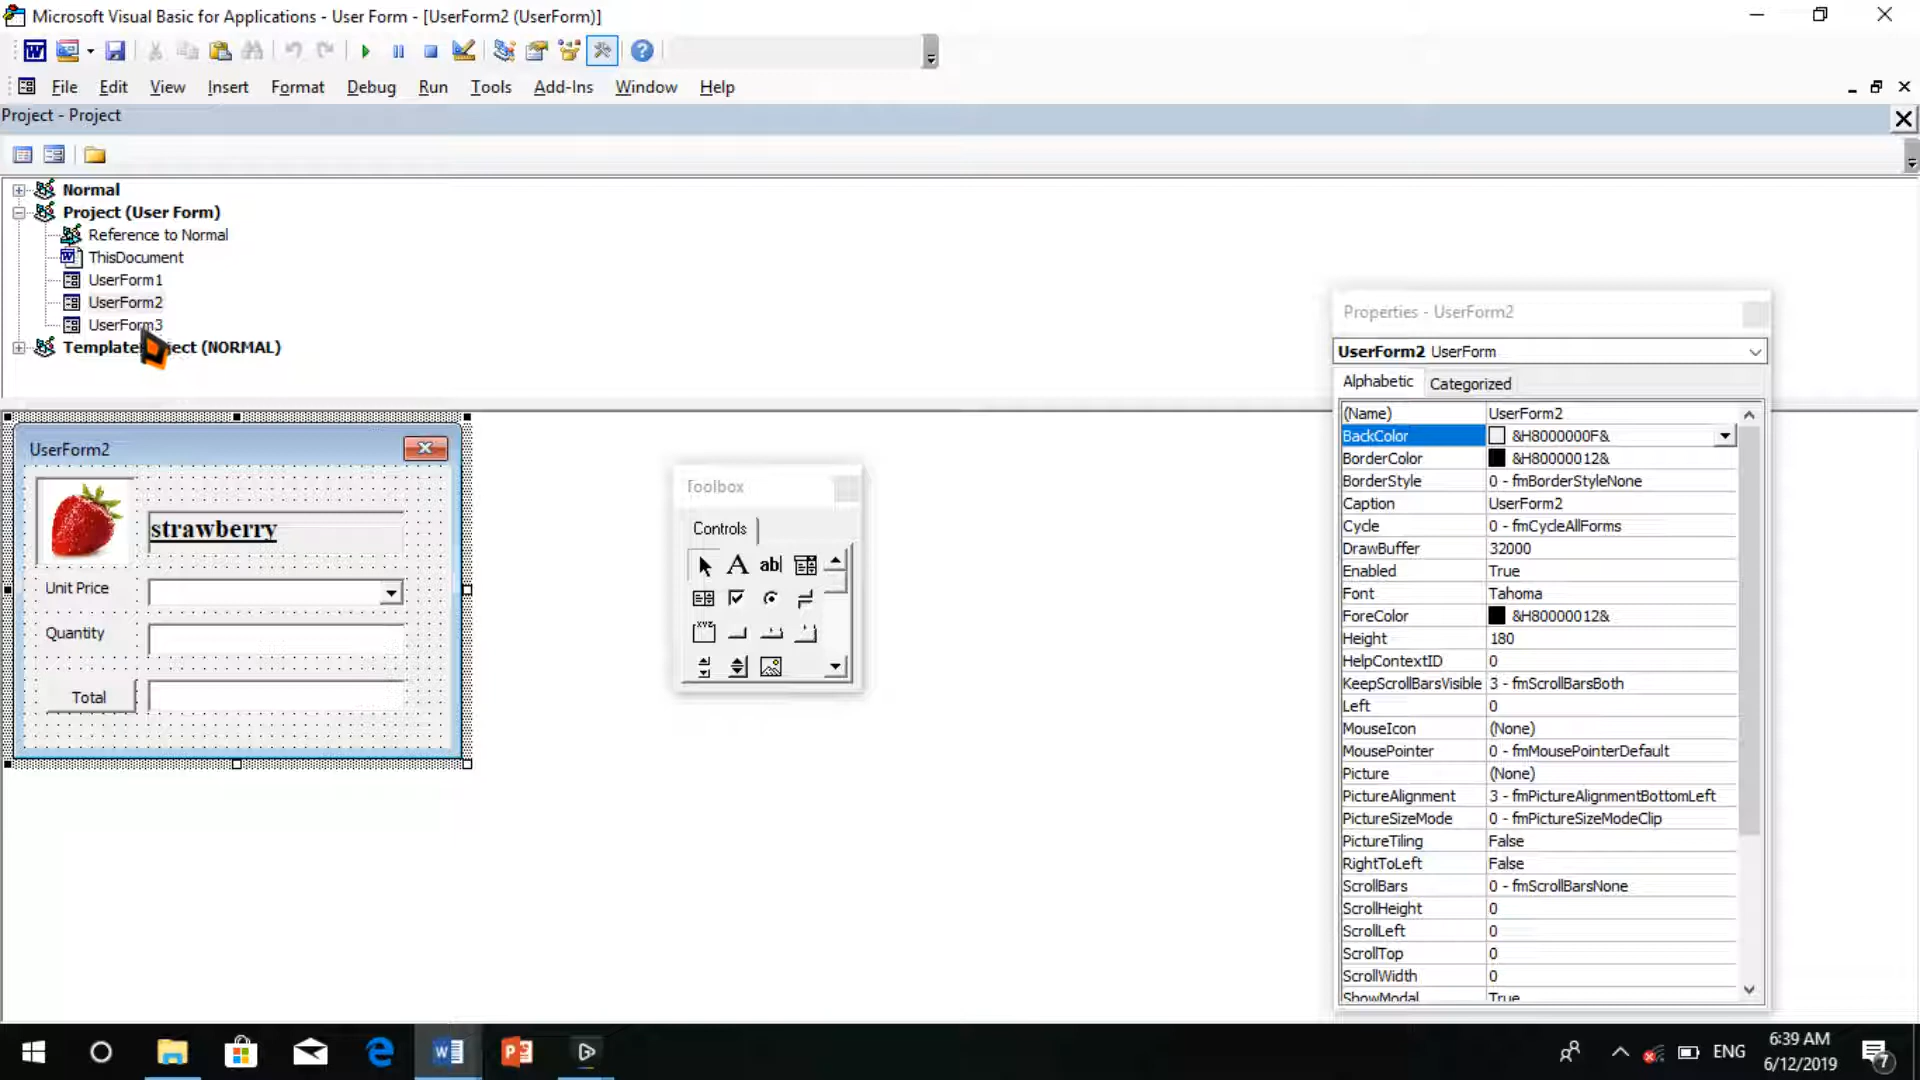 Microsoft Visual Basic for Applications - User Form - [UserForm2 (UserForm)]
File Edit View Insert Format Debug Run Tools Add-Ins Window Help
Project - Project
Normal
Project (User Form)
Reference to Normal
ThisDocument
UserForm1
UserForm2
UserForm3
(NORMAL)
UserForm2
strawberry
Unit Price
Quantity
Total
Toolbox
Controls
A ab|
xyz
Properties - UserForm2
UserForm2 UserForm
Alphabetic Categorized
(Name) UserForm2
BackColor &H8000000F&
BorderColor &H80000012&
BorderStyle 0 - fmBorderStyleNone
Caption UserForm2
Cycle 0 - fmCycleAllForms
DrawBuffer 32000
Enabled True
Font Tahoma
ForeColor &H80000012&
Height 180
HelpContextID 0
KeepScrollBarsVisible 3 - fmScrollBarsBoth
Left 0
MouseIcon (None)
MousePointer 0 - fmMousePointerDefault
Picture (None)
PictureAlignment 3 - fmPictureAlignmentBottomLeft
PictureSizeMode 0 - fmPictureSizeModeClip
PictureTiling False
RightToLeft False
ScrollBars 0 - fmScrollBarsNone
ScrollHeight 0
ScrollLeft 0
ScrollTop 0
ScrollWidth 0
ShowModal True
ENG
6:39 AM
6/12/2019
7